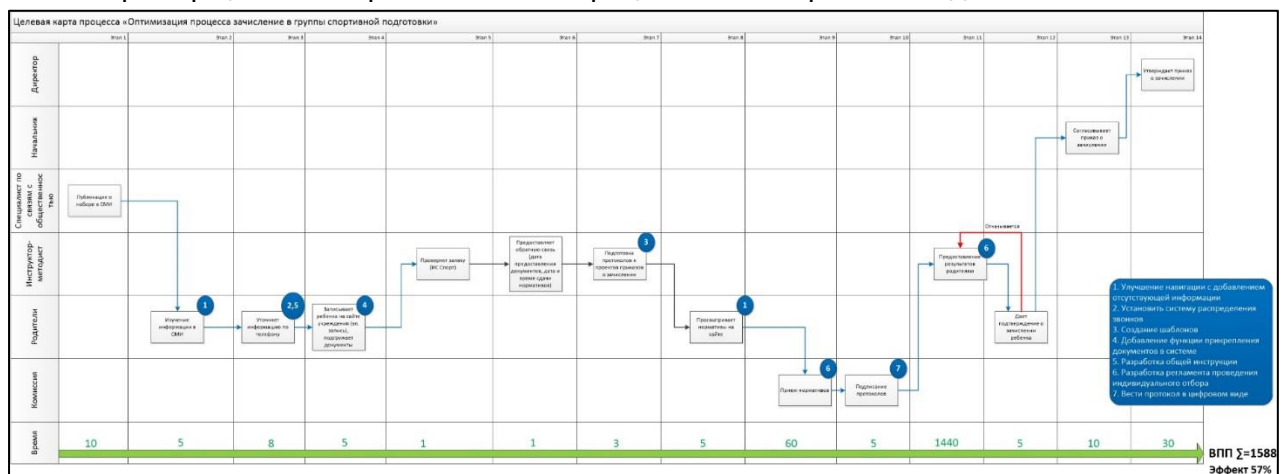 Целевая карта процесса «Оптимизация процесса зачисление в группы спортивной подготовки»
Этап 1
Этап 2
Этап 3
Этап 4
Этап 5
Этап 6
Этап 7
Этап 8
Этап 9
Этап 10
Этап 11
Этап 12
Этап 13
Этап 14
Директор
Утверждает приказ
о зачислении
Начальник
Согласовывает
приказ о
зачислении
Специалист по
связям с
общественнос
тью
Публикация о
наборе в СМИ
Инструктор-
методист
Проверяет заявку
(ИС Спорт)
Предоставляет
обратную связь
(дата
предоставления
документов, дата и
время сдачи
нормативов)
3
Подготовка
протоколов и
проектов приказов
о зачислении
Отказывается
6
Предоставление
результатов
родителям
Родители
1
Изучение
информации в
СМИ
2,5
Уточняет
информацию по
телефону
4
Записывает
ребенка на сайте
учреждения (эл.
запись),
подгружает
документы
1
Просматривает
нормативы на
сайте
Дает
подтверждение о
зачислении
ребенка
Комиссия
6
Прием нормативов
7
Подписание
протоколов
1. Улучшение навигации с добавлением
отсутствующей информации
2. Установить систему распределения
звонков
3. Создание шаблонов
4. Добавление функции прикрепления
документов в системе
5. Разработка общей инструкции
6. Разработка регламента проведения
индивидуального отбора
7. Вести протокол в цифровом виде
Время
10
5
8
5
1
1
3
5
60
5
1440
5
10
30
ВПП ∑=1588
Эффект 57%